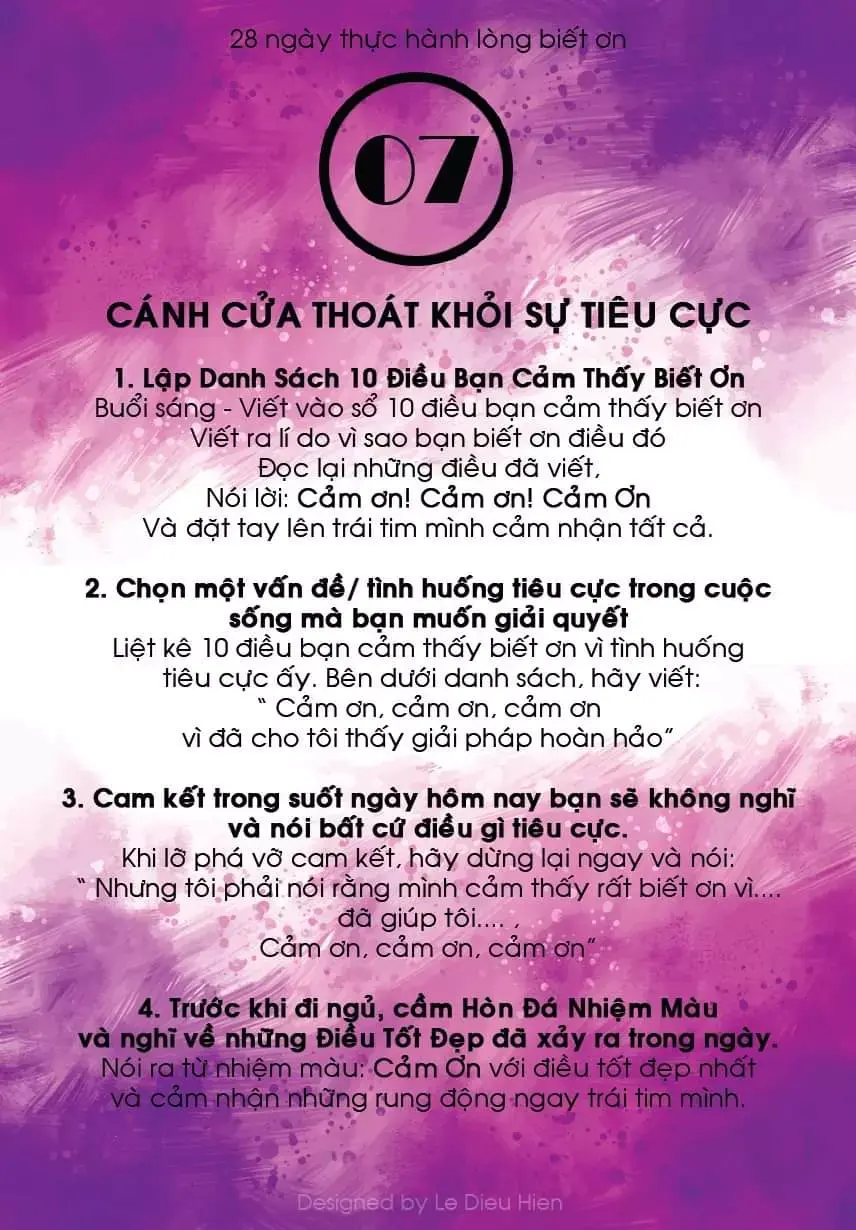 28 ngày thực hành lòng biết ơn
07
CÁNH CỬA THOÁT KHỎI SỰ TIÊU CỰC
1. Lập Danh Sách 10 Điều Bạn Cảm Thấy Biết Ơn
Buổi sáng - Viết vào sổ 10 điều bạn cảm thấy biết ơn
Viết ra lí do vì sao bạn biết ơn điều đó
Đọc lại những điều đã viết,
Nói lời: Cảm ơn! Cảm ơn! Cảm Ơn
Và đặt tay lên trái tim mình cảm nhận tất cả.
2. Chọn một vấn đề/ tình huống tiêu cực trong cuộc
sống mà bạn muốn giải quyết
Liệt kê 10 điều bạn cảm thấy biết ơn vì tình huống
tiêu cực ấy. Bên dưới danh sách, hãy viết:
“ Cảm ơn, cảm ơn, cảm ơn
vì đã cho tôi thấy giải pháp hoàn hảo”
3. Cam kết trong suốt ngày hôm nay bạn sẽ không nghĩ
và nói bất cứ điều gì tiêu cực.
Khi lỡ phá vỡ cam kết, hãy dừng lại ngay và nói:
“ Nhưng tôi phải nói rằng mình cảm thấy rất biết ơn vì....
đã giúp tôi.... ,
Cảm ơn, cảm ơn, cảm ơn”
4. Trước khi đi ngủ, cầm Hòn Đá Nhiệm Màu
và nghĩ về những Điều Tốt Đẹp đã xảy ra trong ngày.
Nói ra từ nhiệm màu: Cảm Ơn với điều tốt đẹp nhất
và cảm nhận những rung động ngay trái tim mình.
Designed by Le Dieu Hien